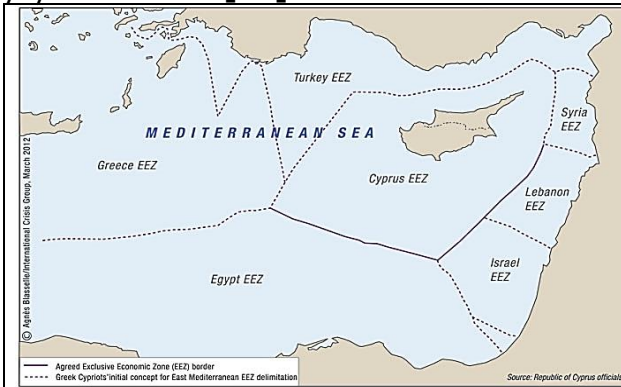 Turkey EEZ
Syria
EEZ
MEDITERRANEAN SEA
Greece EEZ
Cyprus EEZ
Lebanon
EEZ
Israel
EEZ
Egypt EEZ
© Agnès Blasselle/International Crisis Group, March 2012
Agreed Exclusive Economic Zone (EEZ) border
Greek Cypriots'initial concept for East Mediterranean EEZ delimitation
Source: Republic of Cyprus officials